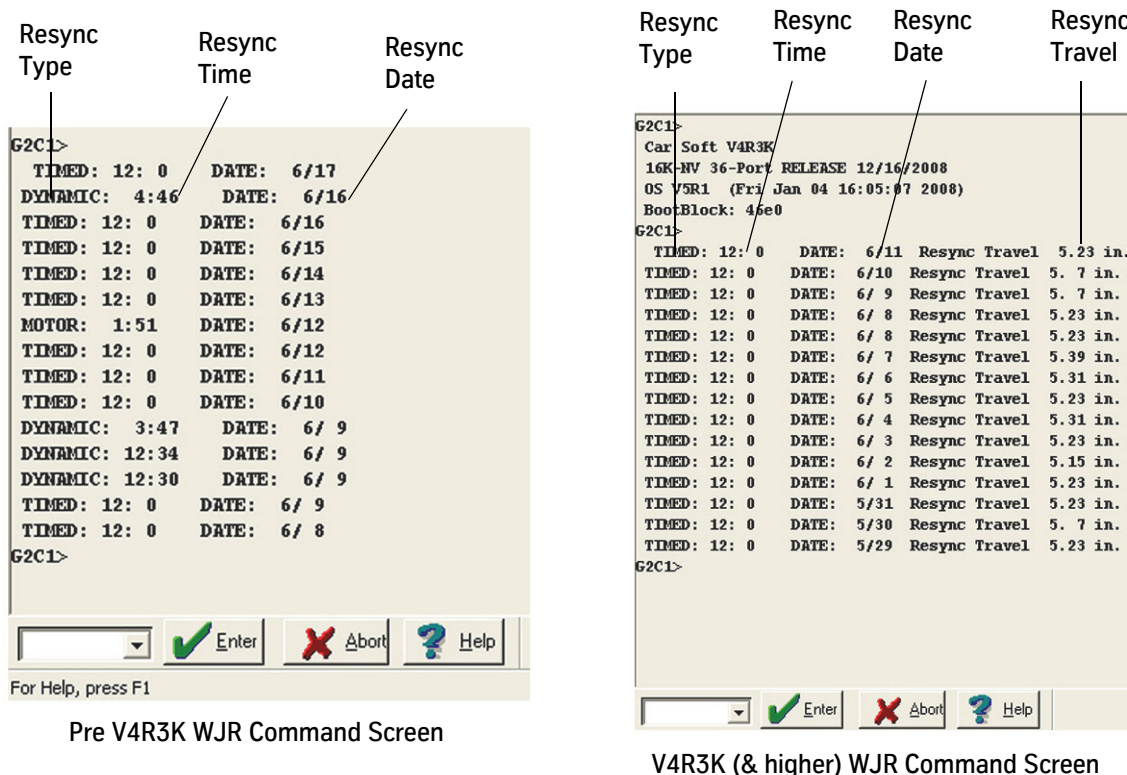 Resync Type
Resync Time
Resync Date
G2C1>
TIMED: 12: 0 DATE: 6/17
DYNAMIC: 4:46 DATE: 6/16
TIMED: 12: 0 DATE: 6/16
TIMED: 12: 0 DATE: 6/15
TIMED: 12: 0 DATE: 6/14
TIMED: 12: 0 DATE: 6/13
MOTOR: 1:51 DATE: 6/12
TIMED: 12: 0 DATE: 6/12
TIMED: 12: 0 DATE: 6/11
TIMED: 12: 0 DATE: 6/10
DYNAMIC: 3:47 DATE: 6/ 9
DYNAMIC: 12:34 DATE: 6/ 9
DYNAMIC: 12:30 DATE: 6/ 9
TIMED: 12: 0 DATE: 6/ 9
TIMED: 12: 0 DATE: 6/ 8
G2C1>
Enter Abort Help
For Help, press F1
Pre V4R3K WJR Command Screen
Resync Type
Resync Time
Resync Date
Resync Travel
G2C1>
Car Soft V4R3K
16K-NV 36-Port RELEASE 12/16/2008
OS V5R1 (Fri Jan 04 16:05:07 2008)
BootBlock: 46e0
G2C1>
TIMED: 12: 0 DATE: 6/11 Resync Travel 5.23 in.
TIMED: 12: 0 DATE: 6/10 Resync Travel 5. 7 in.
TIMED: 12: 0 DATE: 6/ 9 Resync Travel 5. 7 in.
TIMED: 12: 0 DATE: 6/ 8 Resync Travel 5.23 in.
TIMED: 12: 0 DATE: 6/ 8 Resync Travel 5.23 in.
TIMED: 12: 0 DATE: 6/ 7 Resync Travel 5.39 in.
TIMED: 12: 0 DATE: 6/ 6 Resync Travel 5.31 in.
TIMED: 12: 0 DATE: 6/ 5 Resync Travel 5.23 in.
TIMED: 12: 0 DATE: 6/ 4 Resync Travel 5.31 in.
TIMED: 12: 0 DATE: 6/ 3 Resync Travel 5.23 in.
TIMED: 12: 0 DATE: 6/ 2 Resync Travel 5.15 in.
TIMED: 12: 0 DATE: 6/ 1 Resync Travel 5.23 in.
TIMED: 12: 0 DATE: 5/31 Resync Travel 5.23 in.
TIMED: 12: 0 DATE: 5/30 Resync Travel 5. 7 in.
TIMED: 12: 0 DATE: 5/29 Resync Travel 5.23 in.
G2C1>
Enter Abort Help
V4R3K (& higher) WJR Command Screen